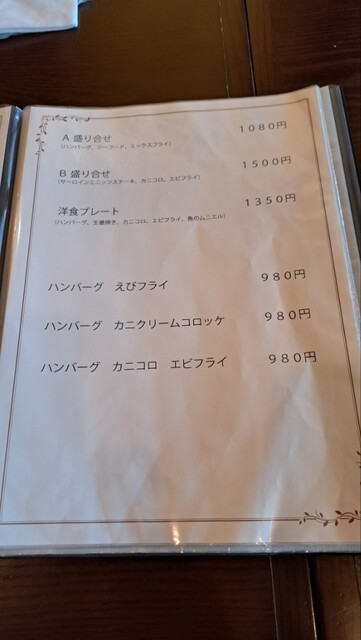 A 盛り合せ 1080円
(ハンバーグ、シーフード、ミックスフライ)
B 盛り合せ 1500円
(サーロインミニッツステーキ、カニコロ、エビフライ)
洋食プレート 1350円
(ハンバーグ、生姜焼き、カニコロ、エビフライ、魚のムニエル)
ハンバーグ えびフライ 980円
ハンバーグ カニクリームコロッケ 980円
ハンバーグ カニコロ エビフライ 980円